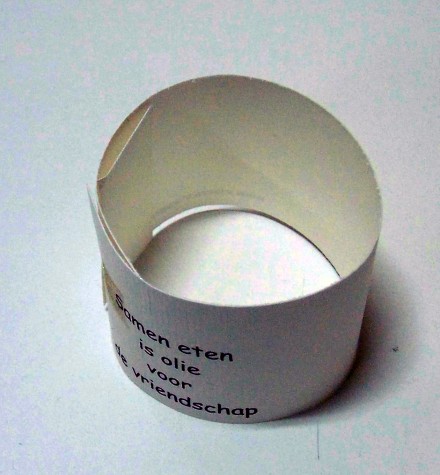 Samen eten
is olie
voor
de vriendschap